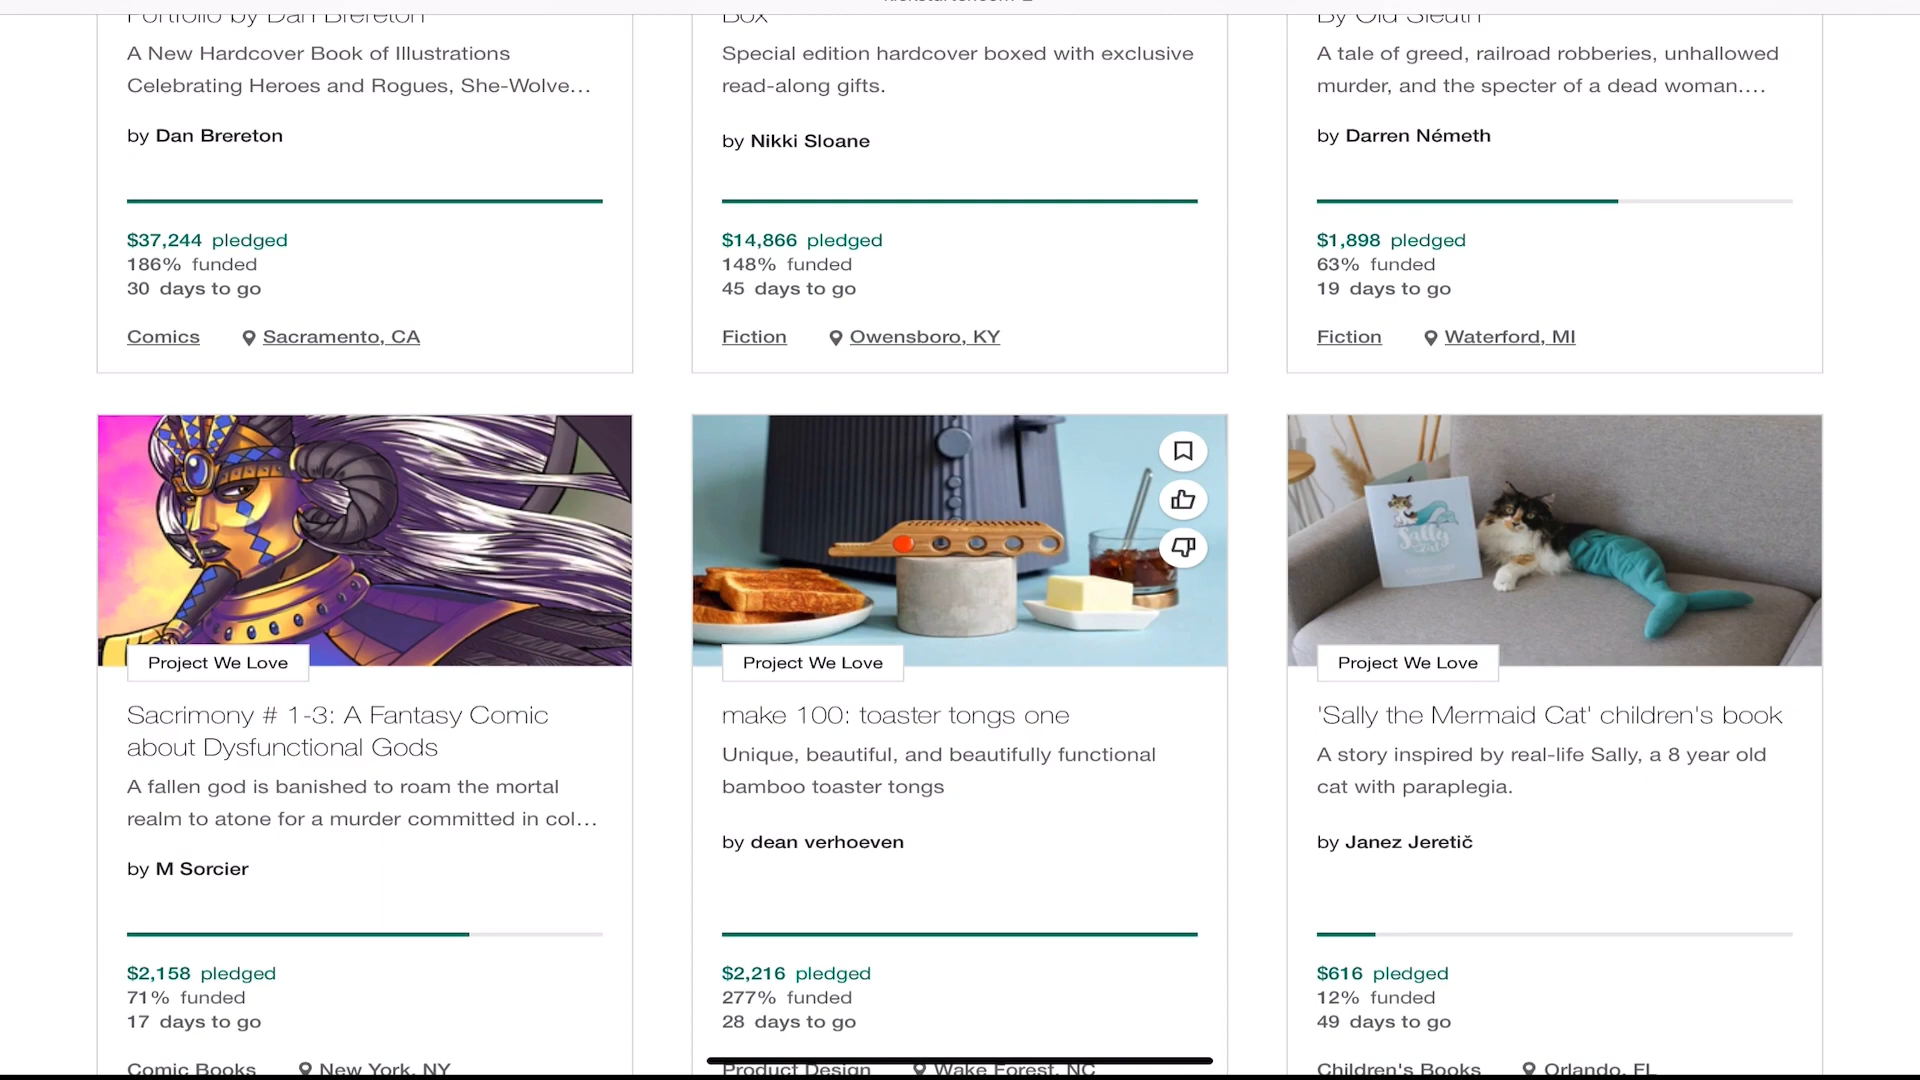 Portfolio by Dan Brereton
A New Hardcover Book of Illustrations
Celebrating Heroes and Rogues, She-Wolve...
by Dan Brereton
$37,244 pledged
186% funded
30 days to go
Comics
Sacramento, CA
Box
Special edition hardcover boxed with exclusive
read-along gifts.
by Nikki Sloane
$14,866 pledged
148% funded
45 days to go
Fiction
Owensboro, KY
By Old Sleuth
A tale of greed, railroad robberies, unhallowed
murder, and the specter of a dead woman....
by Darren Németh
$1,898 pledged
63% funded
19 days to go
Fiction
Waterford, MI
Project We Love
Sacrimony # 1-3: A Fantasy Comic
about Dysfunctional Gods
A fallen god is banished to roam the mortal
realm to atone for a murder committed in col...
by M Sorcier
$2,158 pledged
71% funded
17 days to go
Comic Books
New York, NY
Project We Love
make 100: toaster tongs one
Unique, beautiful, and beautifully functional
bamboo toaster tongs
by dean verhoeven
$2,216 pledged
277% funded
28 days to go
Product Design
Wake Forest, NC
Sally
Project We Love
'Sally the Mermaid Cat' children's book
A story inspired by real-life Sally, a 8 year old
cat with paraplegia.
by Janez Jeretič
$616 pledged
12% funded
49 days to go
Children's Books
Orlando, FL